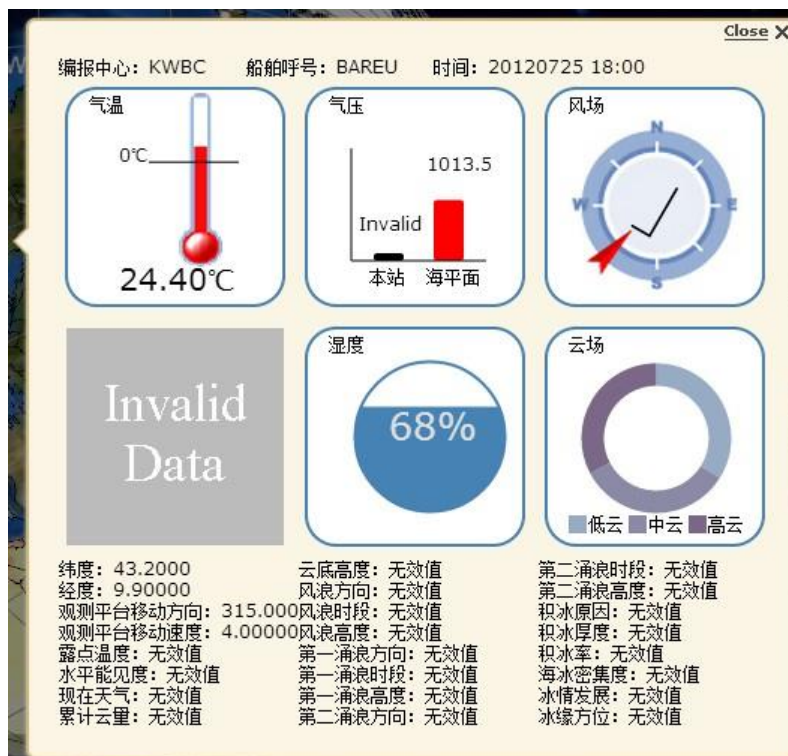 Close X
编报中心：KWBC 船舶呼号：BAREU 时间：20120725 18:00
气温
0℃
24.40℃
气压
1013.5
Invalid
本站 海平面
风场
N
W E
S
Invalid
Data
湿度
68%
云场
低云 中云 高云
纬度：43.2000
经度：9.90000
观测平台移动方向：315.000
观测平台移动速度：4.00000
露点温度：无效值
水平能见度：无效值
现在天气：无效值
累计云量：无效值
云底高度：无效值
风浪方向：无效值
风浪时段：无效值
风浪高度：无效值
第一涌浪方向：无效值
第一涌浪时段：无效值
第一涌浪高度：无效值
第二涌浪方向：无效值
第二涌浪时段：无效值
第二涌浪高度：无效值
积冰原因：无效值
积冰厚度：无效值
积冰率：无效值
海冰密集度：无效值
冰情发展：无效值
冰缘方位：无效值